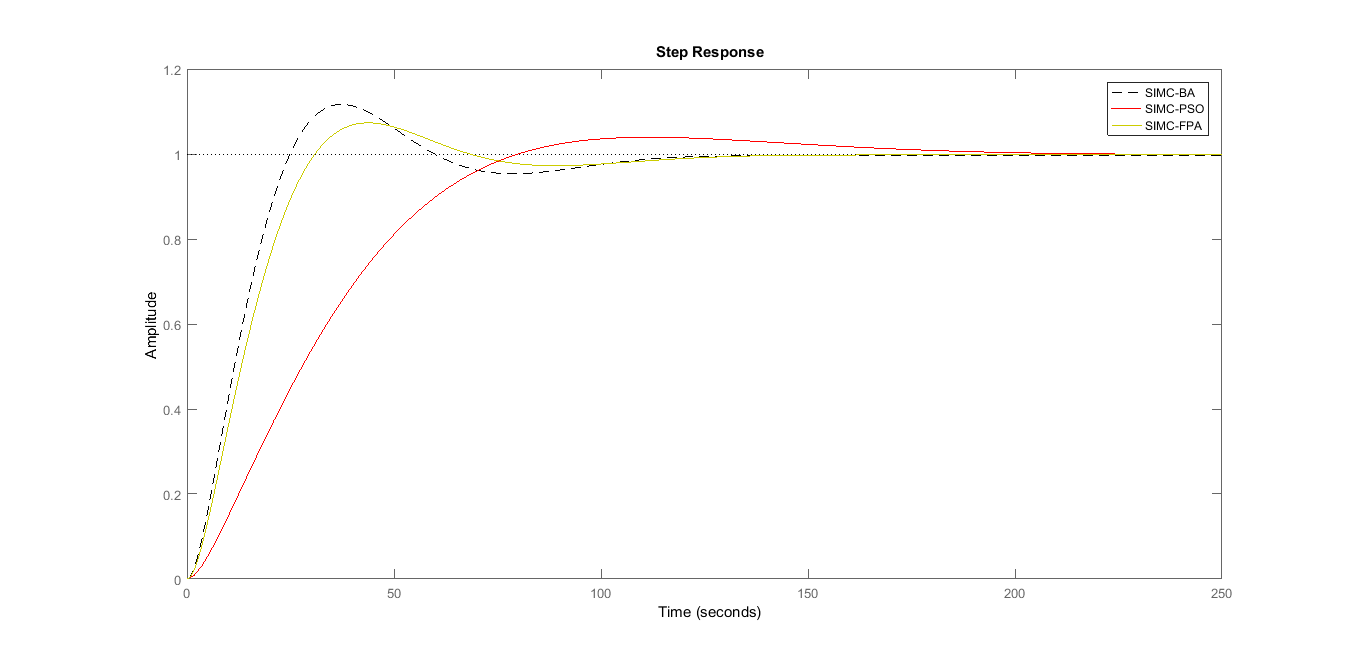 Step Response
1.2
1
0.8
0.6
0.4
0.2
0
Amplitude
SIMC-BA
SIMC-PSO
SIMC-FPA
0 50 100 150 200 250
Time (seconds)